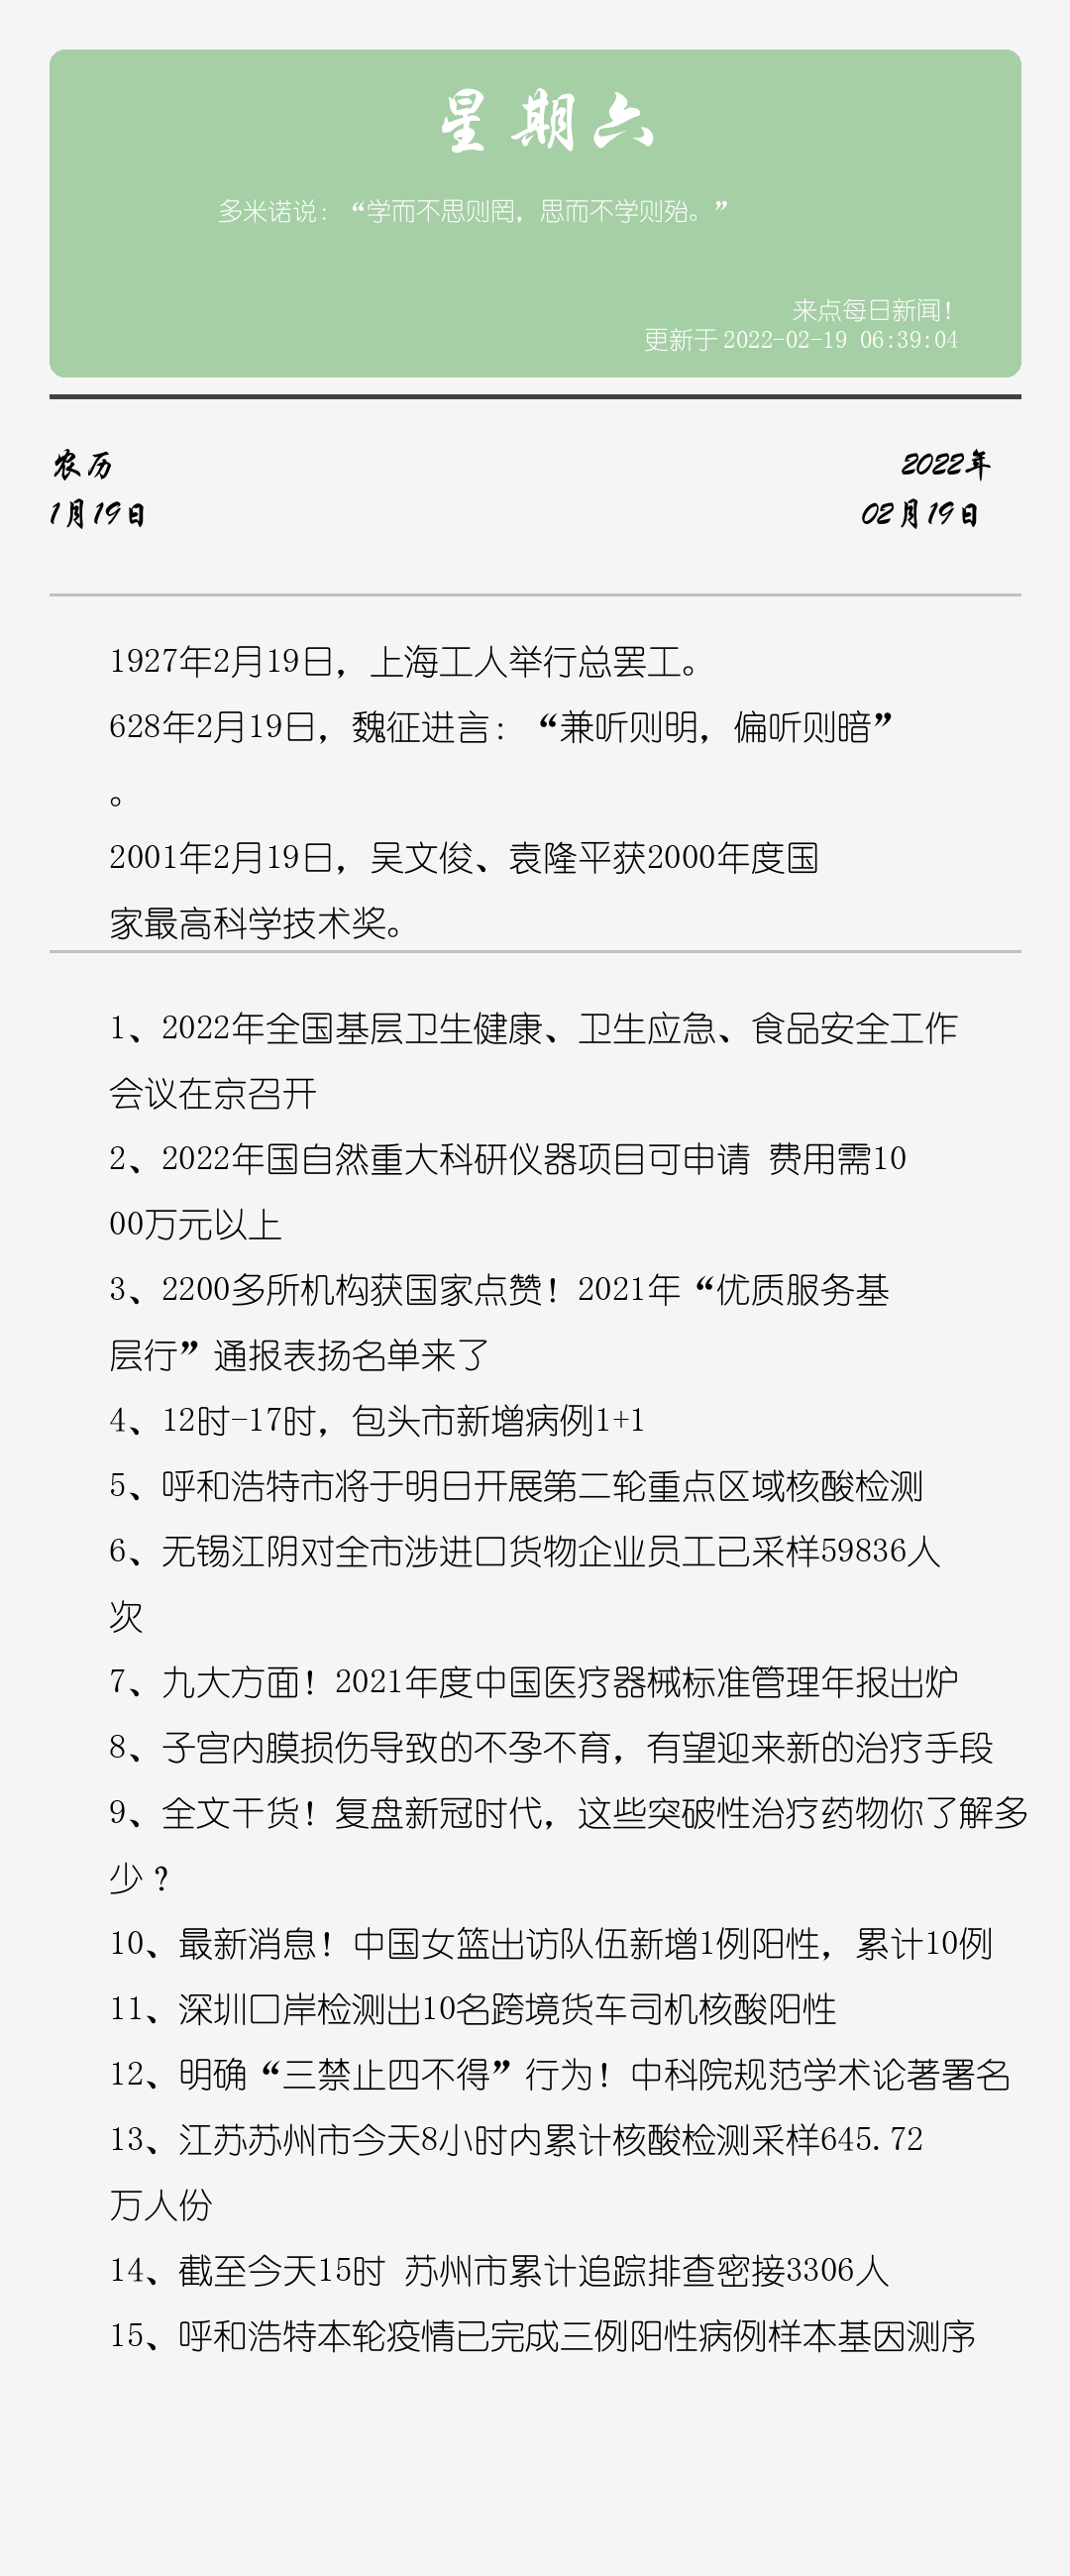 星期六
多米诺说：“学而不思则罔，思而不学则殆。”
来点每日新闻！
更新于 2022-02-19 06:39:04
农历
1月19日
2022年
02月19日
1927年2月19日，上海工人举行总罢工。
628年2月19日，魏征进言：“兼听则明，偏听则暗”
。
2001年2月19日，吴文俊、袁隆平获2000年度国
家最高科学技术奖。
1、2022年全国基层卫生健康、卫生应急、食品安全工作
会议在京召开
2、2022年国自然重大科研仪器项目可申请 费用需10
00万元以上
3、2200多所机构获国家点赞！2021年“优质服务基
层行”通报表扬名单来了
4、12时-17时，包头市新增病例1+1
5、呼和浩特市将于明日开展第二轮重点区域核酸检测
6、无锡江阴对全市涉进口货物企业员工已采样59836人
次
7、九大方面！2021年度中国医疗器械标准管理年报出炉
8、子宫内膜损伤导致的不孕不育，有望迎来新的治疗手段
9、全文干货！复盘新冠时代，这些突破性治疗药物你了解多
少？
10、最新消息！中国女篮出访队伍新增1例阳性，累计10例
11、深圳口岸检测出10名跨境货车司机核酸阳性
12、明确“三禁止四不得”行为！中科院规范学术论著署名
13、江苏苏州市今天8小时内累计核酸检测采样645.72
万人份
14、截至今天15时 苏州市累计追踪排查密接3306人
15、呼和浩特本轮疫情已完成三例阳性病例样本基因测序